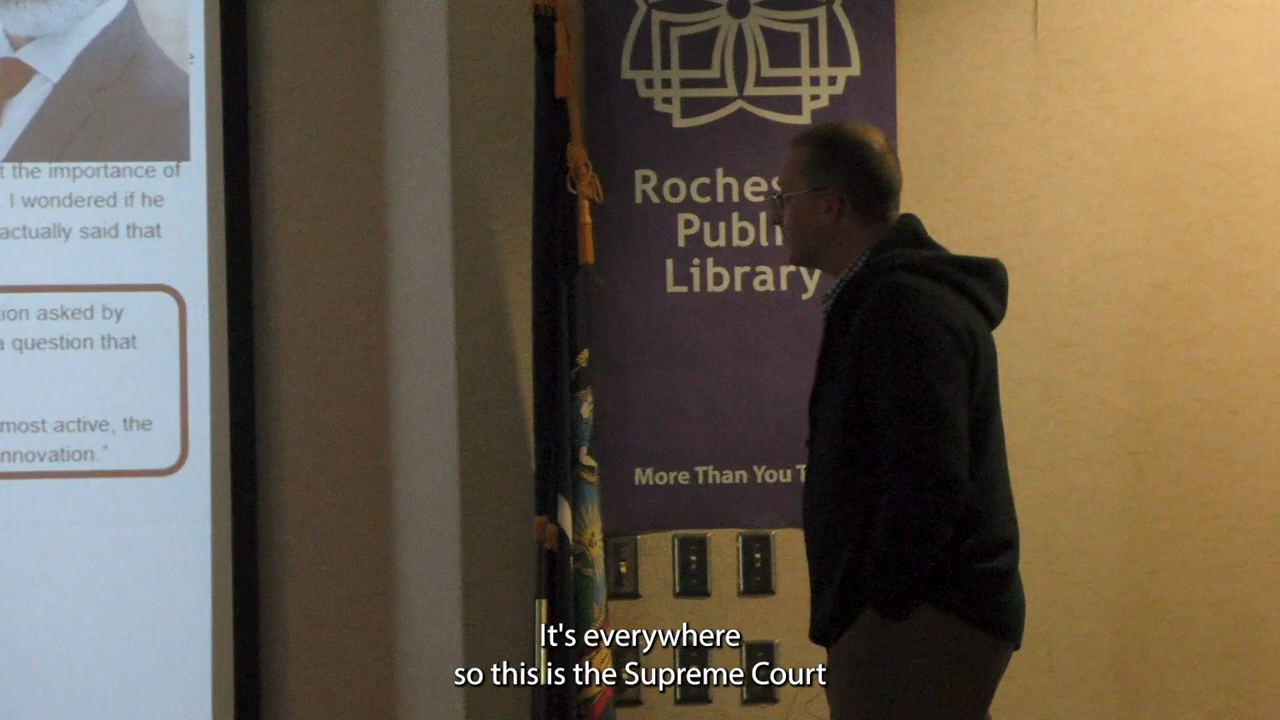 t the importance of
I wondered if he
actually said that
ion asked by
a question that
most active, the
nnovation."
Roches
Publi
Library
More Than You T
It's everywhere
so this is the Supreme Court